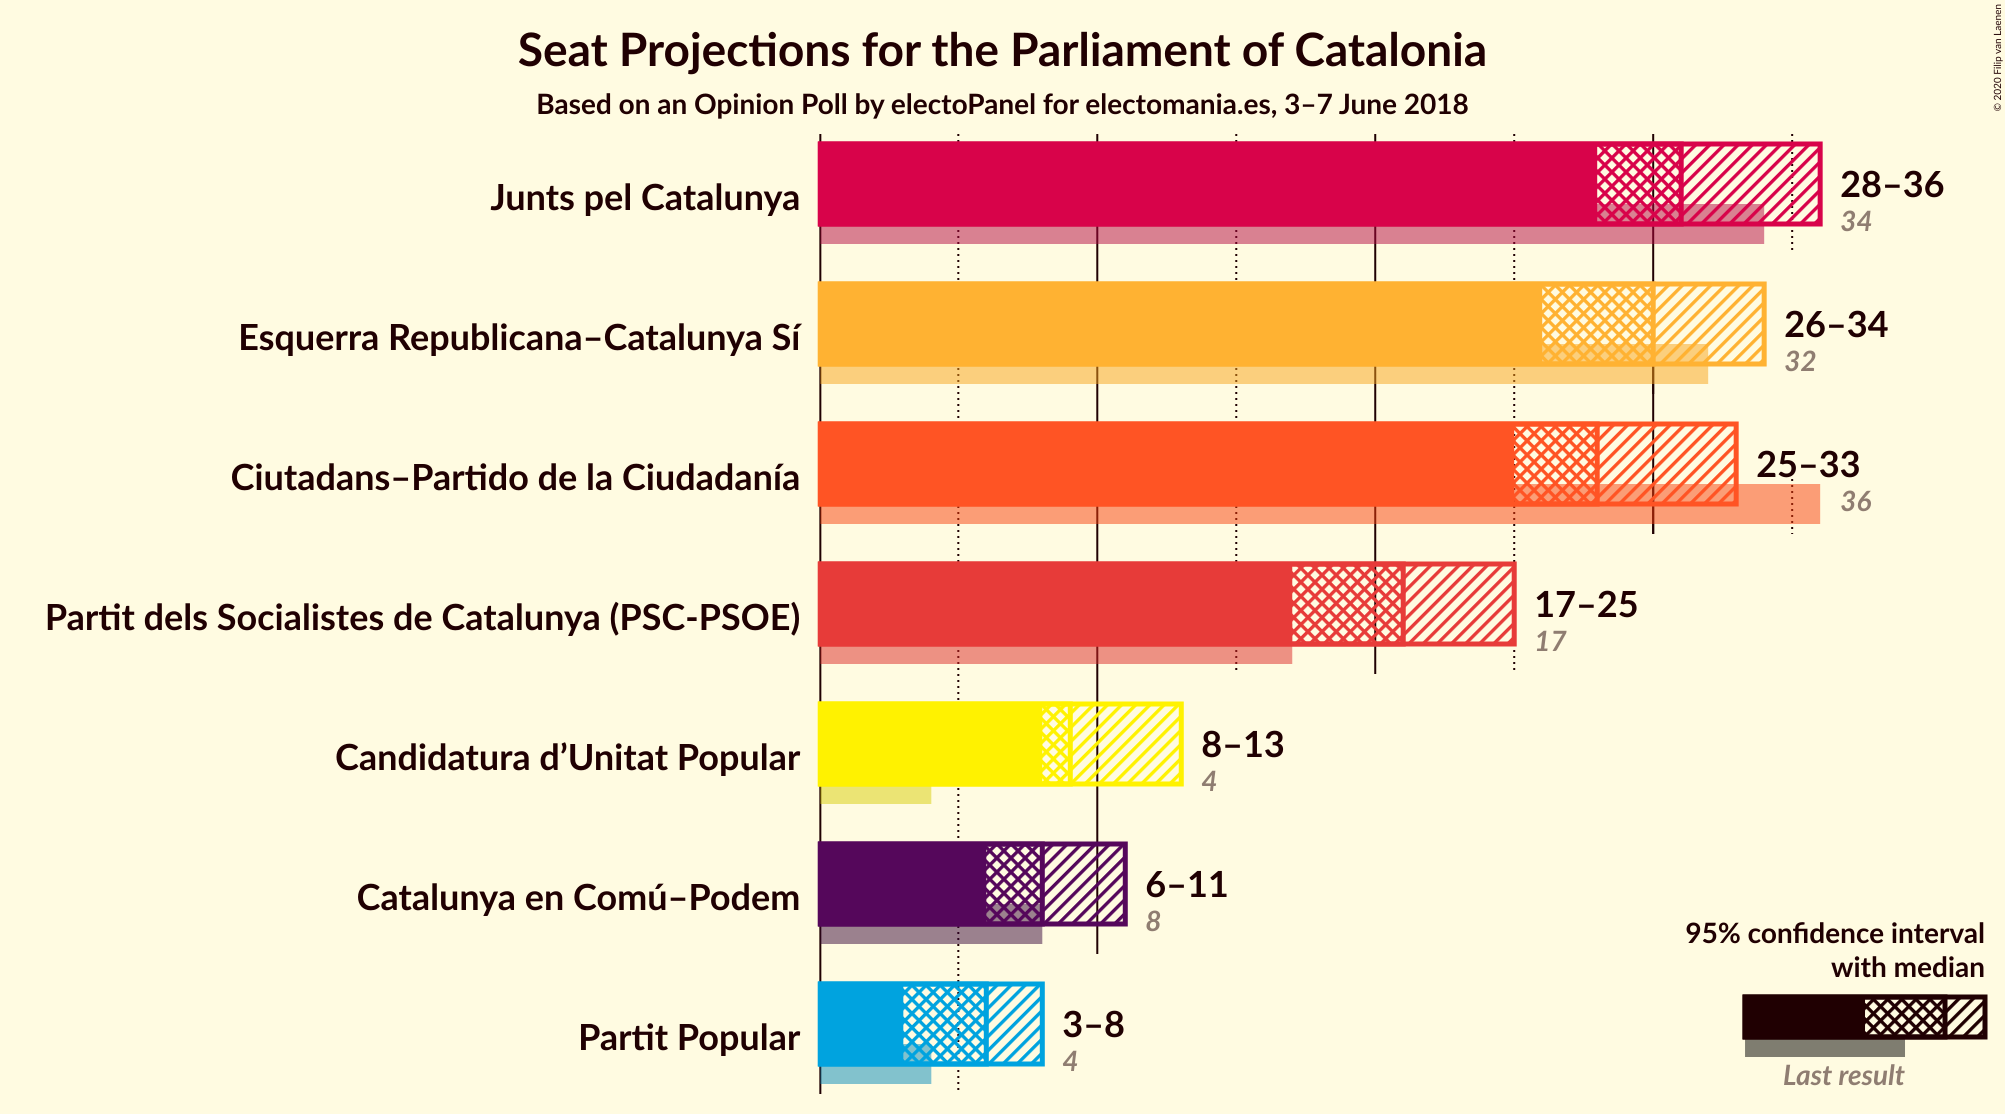 Seat Projections for the Parliament of Catalonia
Based on an Opinion Poll by electoPanel for electomania.es, 3–7 June 2018
© 2020 Filip van Laenen
Junts pel Catalunya
28–36
34
Esquerra Republicana–Catalunya Sí
26–34
32
Ciutadans–Partido de la Ciudadanía
25–33
36
Partit dels Socialistes de Catalunya (PSC-PSOE)
17–25
17
Candidatura d’Unitat Popular
8–13
4
Catalunya en Comú–Podem
6–11
8
Partit Popular
3–8
4
95% confidence interval
with median
Last result